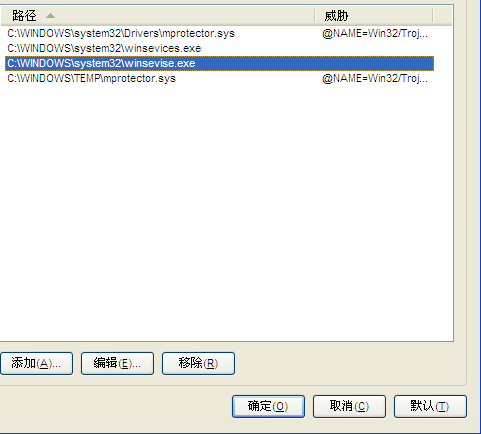 路径 威胁
C:\WINDOWS\system32\Drivers\mprotector.sys @NAME=Win32/Troj...
C:\WINDOWS\system32\winsevices.exe
C:\WINDOWS\system32\winsevise.exe
C:\WINDOWS\TEMP\mprotector.sys @NAME=Win32/Troj...
添加(A)... 编辑(E)... 移除(R)
确定(O) 取消(C) 默认(T)